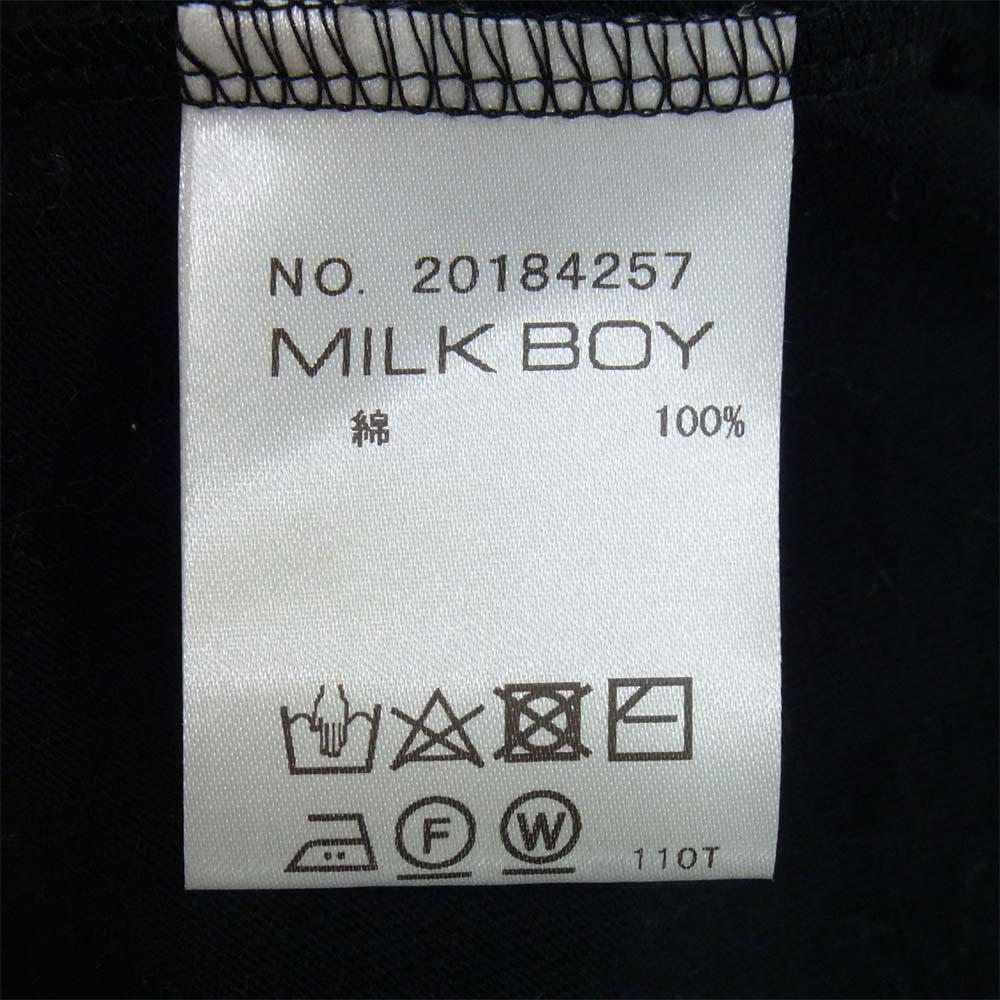 NO. 20184257
MILK BOY
綿 100%
F W 110T